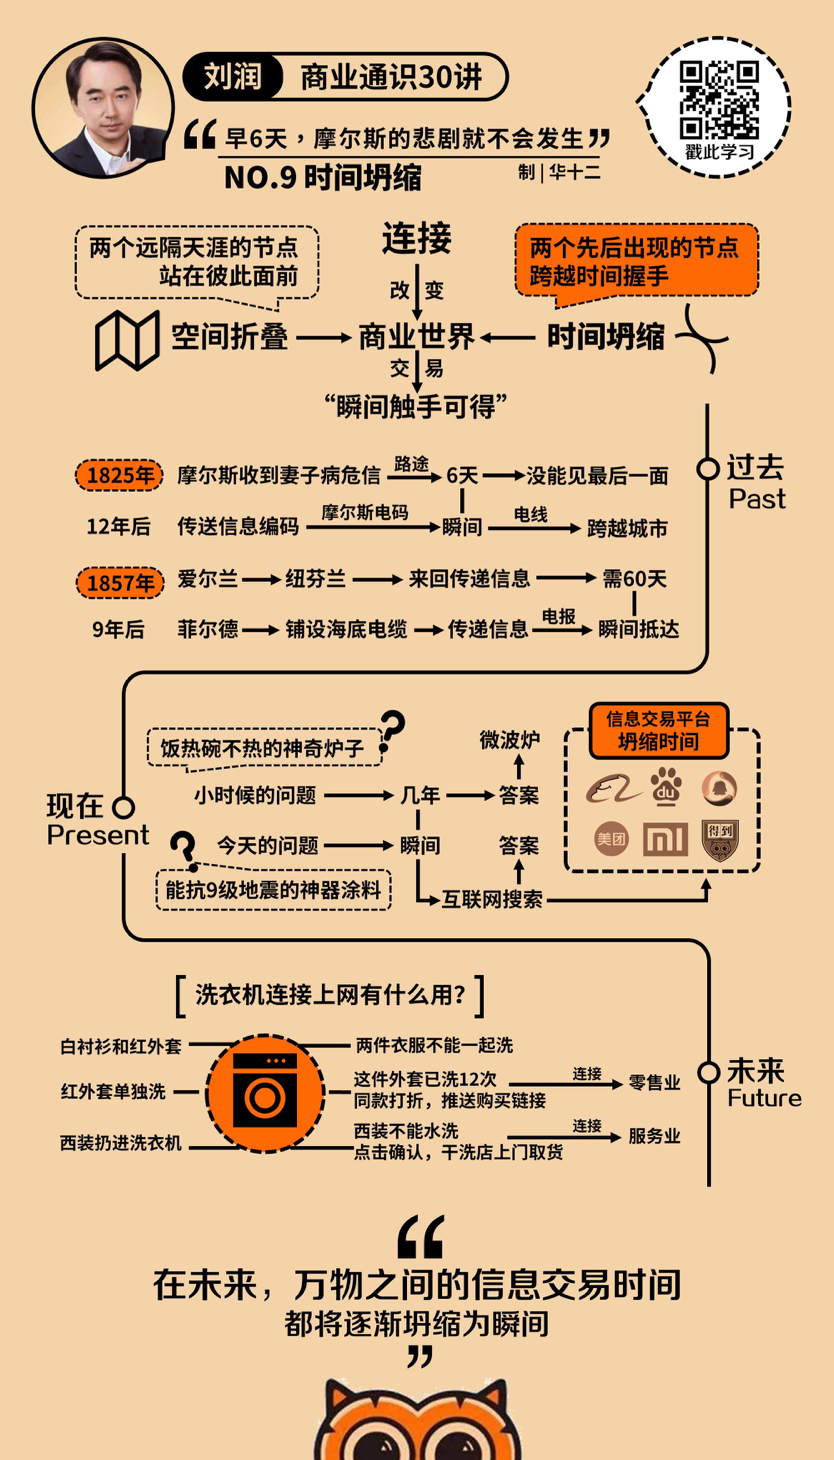 刘润 商业通识30讲
“早6天，摩尔斯的悲剧就不会发生”
NO.9 时间坍缩
制|华十二
戳此学习
连接
两个远隔天涯的节点
站在彼此面前
两个先后出现的节点
跨越时间握手
改 变
空间折叠 商业世界 时间坍缩
交 易
“瞬间触手可得”
过去
Past
1825年 摩尔斯收到妻子病危信 路途 6天 没能见最后一面
12年后 传送信息编码 摩尔斯电码 瞬间 电线 跨越城市
1857年 爱尔兰 纽芬兰 来回传递信息 需60天
9年后 菲尔德 铺设海底电缆 传递信息 电报 瞬间抵达
现在
Present
饭热碗不热的神奇炉子?
微波炉
小时候的问题 几年 答案
今天的问题 瞬间 答案
?
能抗9级地震的神器涂料
互联网搜索
信息交易平台
坍缩时间
du
美团 mi 得到
未来
Future
[洗衣机连接上网有什么用?]
白衬衫和红外套 两件衣服不能一起洗
红外套单独洗 这件外套已洗12次
同款打折，推送购买链接
连接 零售业
西装扔进洗衣机 西装不能水洗
点击确认，干洗店上门取货
连接 服务业
“
在未来，万物之间的信息交易时间
都将逐渐坍缩为瞬间
”